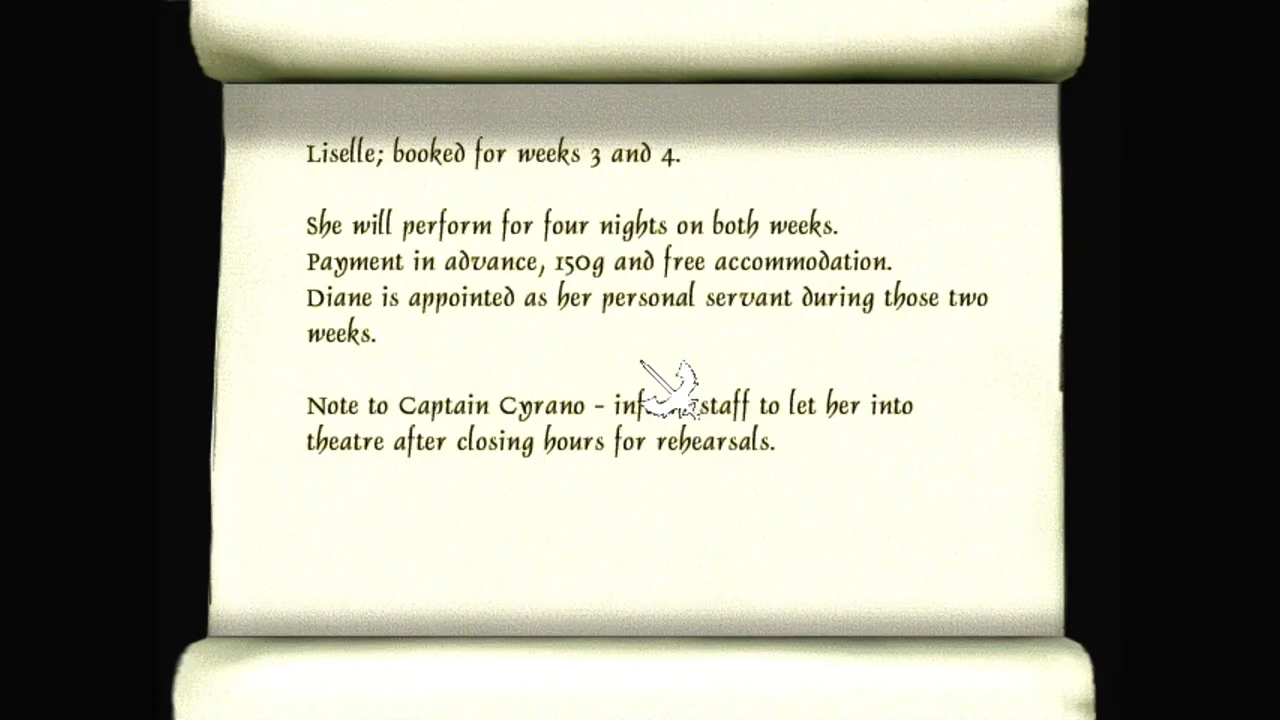 Liselle; booked for weeks 3 and 4.
She will perform for four nights on both weeks.
Payment in advance, 150g and free accommodation.
Diane is appointed as her personal servant during those two
weeks.
Note to Captain Cyrano - staff to let her into
theatre after closing hours for rehearsals.